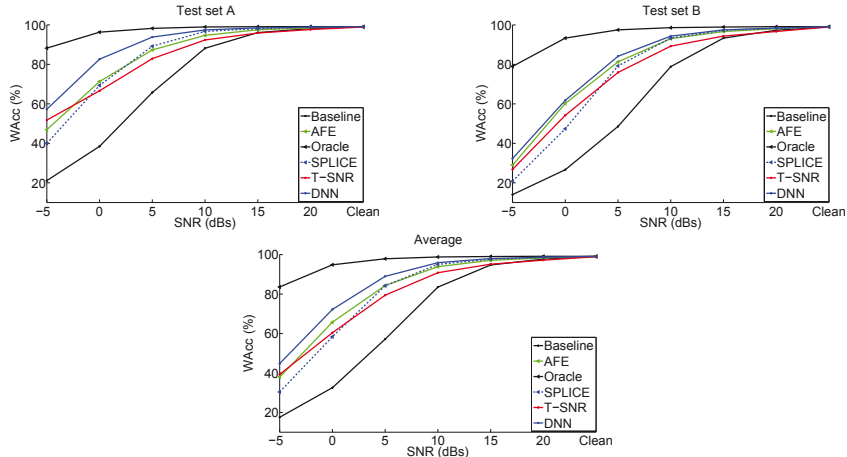 Test set A
100
80
60
40
20
WAcc (%)
−5 0 5 10 15 20 Clean
SNR (dBs)
Baseline
AFE
Oracle
SPLICE
T−SNR
DNN
Test set B
100
80
60
40
20
WAcc (%)
−5 0 5 10 15 20 Clean
SNR (dBs)
Baseline
AFE
Oracle
SPLICE
T−SNR
DNN
Average
100
80
60
40
20
WAcc (%)
−5 0 5 10 15 20 Clean
SNR (dBs)
Baseline
AFE
Oracle
SPLICE
T−SNR
DNN